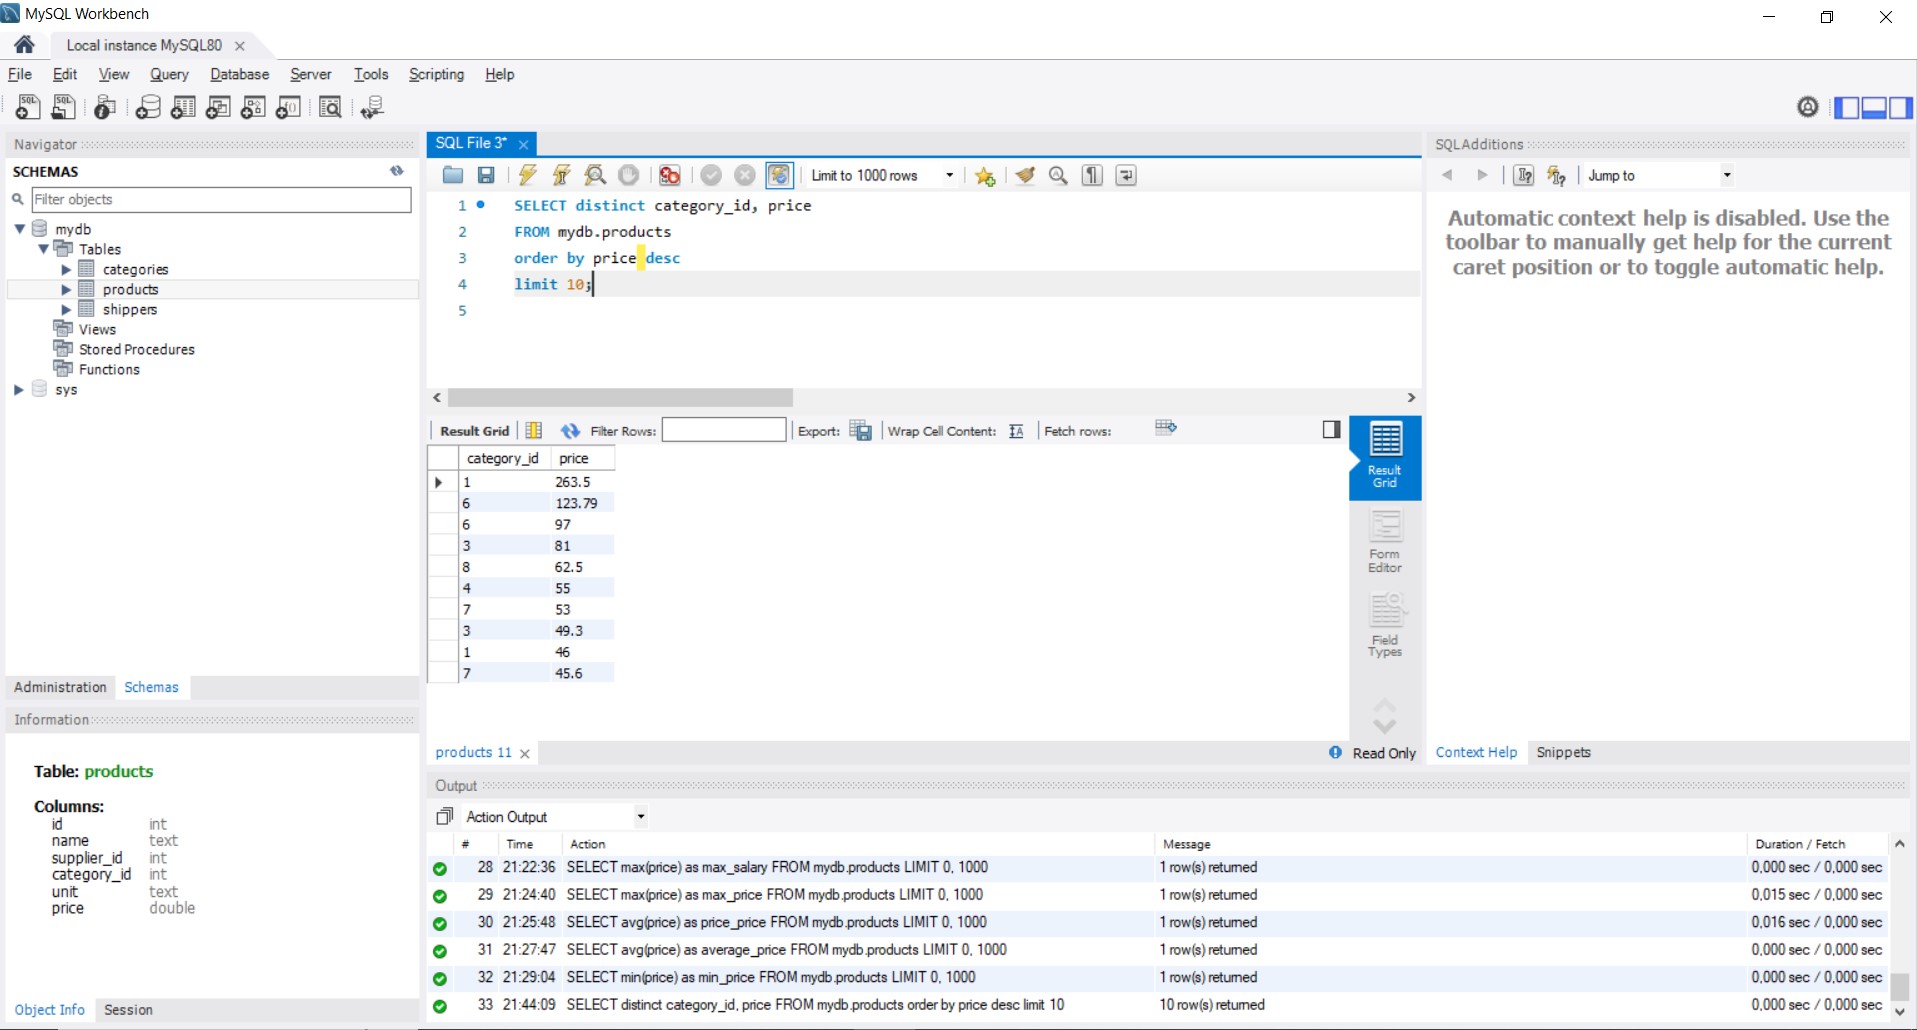 MySQL Workbench
Local instance MySQL80
File Edit View Query Database Server Tools Scripting Help
Navigator
SCHEMAS
Filter objects
mydb
Tables
categories
products
shippers
Views
Stored Procedures
Functions
sys
Administration Schemas
Information
Table: products
Columns:
id int
name text
supplier_id int
category_id int
unit text
price double
Object Info Session
SQL File 3*
Limit to 1000 rows
1 SELECT distinct category_id, price
2 FROM mydb.products
3 order by price desc
4 limit 10;
5
Result Grid Filter Rows: Export: Wrap Cell Content: Fetch rows:
category_id price
1 263.5
6 123.79
6 97
3 81
8 62.5
4 55
7 53
3 49.3
1 46
7 45.6
Result
Grid
Form
Editor
Field
Types
products 11
Read Only
SQLAdditions
Jump to
Automatic context help is disabled. Use the
toolbar to manually get help for the current
caret position or to toggle automatic help.
Context Help Snippets
Output
Action Output
# Time Action Message Duration / Fetch
28 21:22:36 SELECT max(price) as max_salary FROM mydb.products LIMIT 0, 1000 1 row(s) returned 0,000 sec / 0,000 sec
29 21:24:40 SELECT max(price) as max_price FROM mydb.products LIMIT 0, 1000 1 row(s) returned 0,015 sec / 0,000 sec
30 21:25:48 SELECT avg(price) as price_price FROM mydb.products LIMIT 0, 1000 1 row(s) returned 0,016 sec / 0,000 sec
31 21:27:47 SELECT avg(price) as average_price FROM mydb.products LIMIT 0, 1000 1 row(s) returned 0,000 sec / 0,000 sec
32 21:29:04 SELECT min(price) as min_price FROM mydb.products LIMIT 0, 1000 1 row(s) returned 0,000 sec / 0,000 sec
33 21:44:09 SELECT distinct category_id, price FROM mydb.products order by price desc limit 10 10 row(s) returned 0,000 sec / 0,000 sec